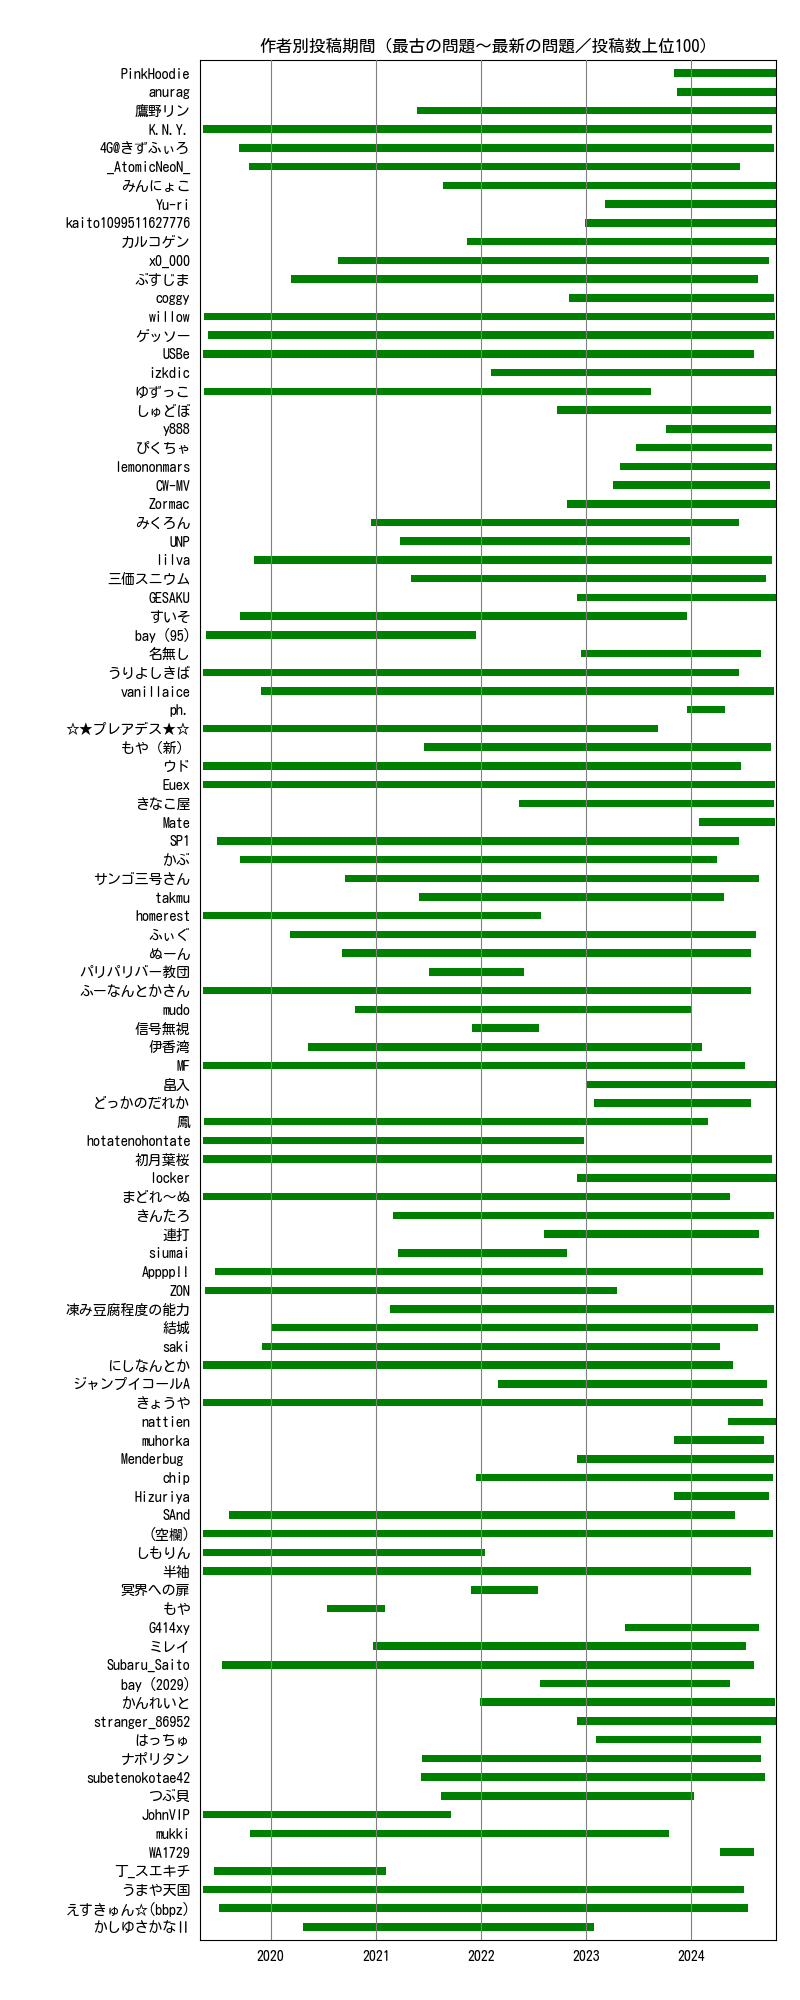 作者別投稿期間（最古の問題～最新の問題／投稿数上位100）
PinkHoodie
anurag
鷹野リン
K.N.Y.
4G@きずふぃろ
_AtomicNeoN_
みんにょこ
Yu-ri
kaito1099511627776
カルコゲン
x0_000
ぶすじま
coggy
willow
ゲッソー
USBe
izkdic
ゆずっこ
しゅどぼ
y888
ぴくちゃ
lemononmars
CW-MV
Zormac
みくろん
UNP
lilva
三価スニウム
GESAKU
すいそ
bay (95)
名無し
うりよしきば
vanillaice
ph.
☆★プレアデス★☆
もや（新）
ウド
Euex
きなこ屋
Mate
SP1
かぶ
サンゴ三号さん
takmu
homerest
ふぃぐ
ぬーん
パリパリバー教団
ふーなんとかさん
mudo
信号無視
伊香湾
MF
畠入
どっかのだれか
鳳
hotatenohontate
初月葉桜
locker
まどれ～ぬ
きんたろ
連打
siumai
Appppll
ZON
凍み豆腐程度の能力
結城
saki
にしなんとか
ジャンプイコールA
きょうや
nattien
muhorka
Menderbug
chip
Hizuriya
SAnd
(空欄)
しもりん
半袖
冥界への扉
もや
G414xy
ミレイ
Subaru_Saito
bay (2029)
かんれいと
stranger_86952
はっちゅ
ナポリタン
subetenokotae42
つぶ貝
JohnVIP
mukki
WA1729
丁_スエキチ
うまや天国
えすきゅん☆(bbpz)
かしゆさかなII
2020 2021 2022 2023 2024